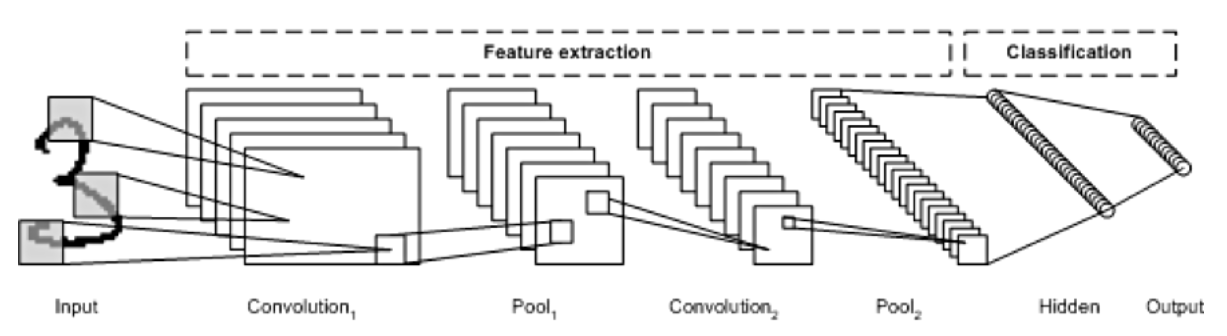 Feature extraction
Classification
Input
Convolution₁
Pool₁
Convolution₂
Pool₂
Hidden
Output